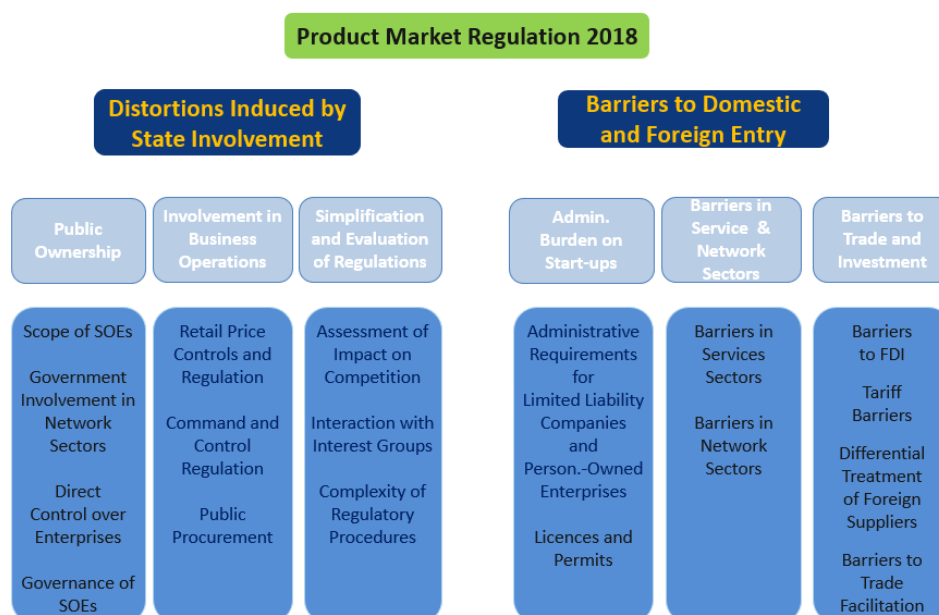 Product Market Regulation 2018
Distortions Induced by
State Involvement
Barriers to Domestic
and Foreign Entry
Public
Ownership
Involvement in
Business
Operations
Simplification
and Evaluation
of Regulations
Admin.
Burden on
Start-ups
Barriers in
Service &
Network
Sectors
Barriers to
Trade and
Investment
Scope of SOEs
Government
Involvement in
Network
Sectors
Direct
Control over
Enterprises
Governance of
SOEs
Retail Price
Controls and
Regulation
Command and
Control
Regulation
Public
Procurement
Assessment of
Impact on
Competition
Interaction with
Interest Groups
Complexity of
Regulatory
Procedures
Administrative
Requirements
for
Limited Liability
Companies
and
Person.-Owned
Enterprises
Licences and
Permits
Barriers in
Services
Sectors
Barriers in
Network
Sectors
Barriers
to FDI
Tariff
Barriers
Differential
Treatment
of Foreign
Suppliers
Barriers to
Trade
Facilitation